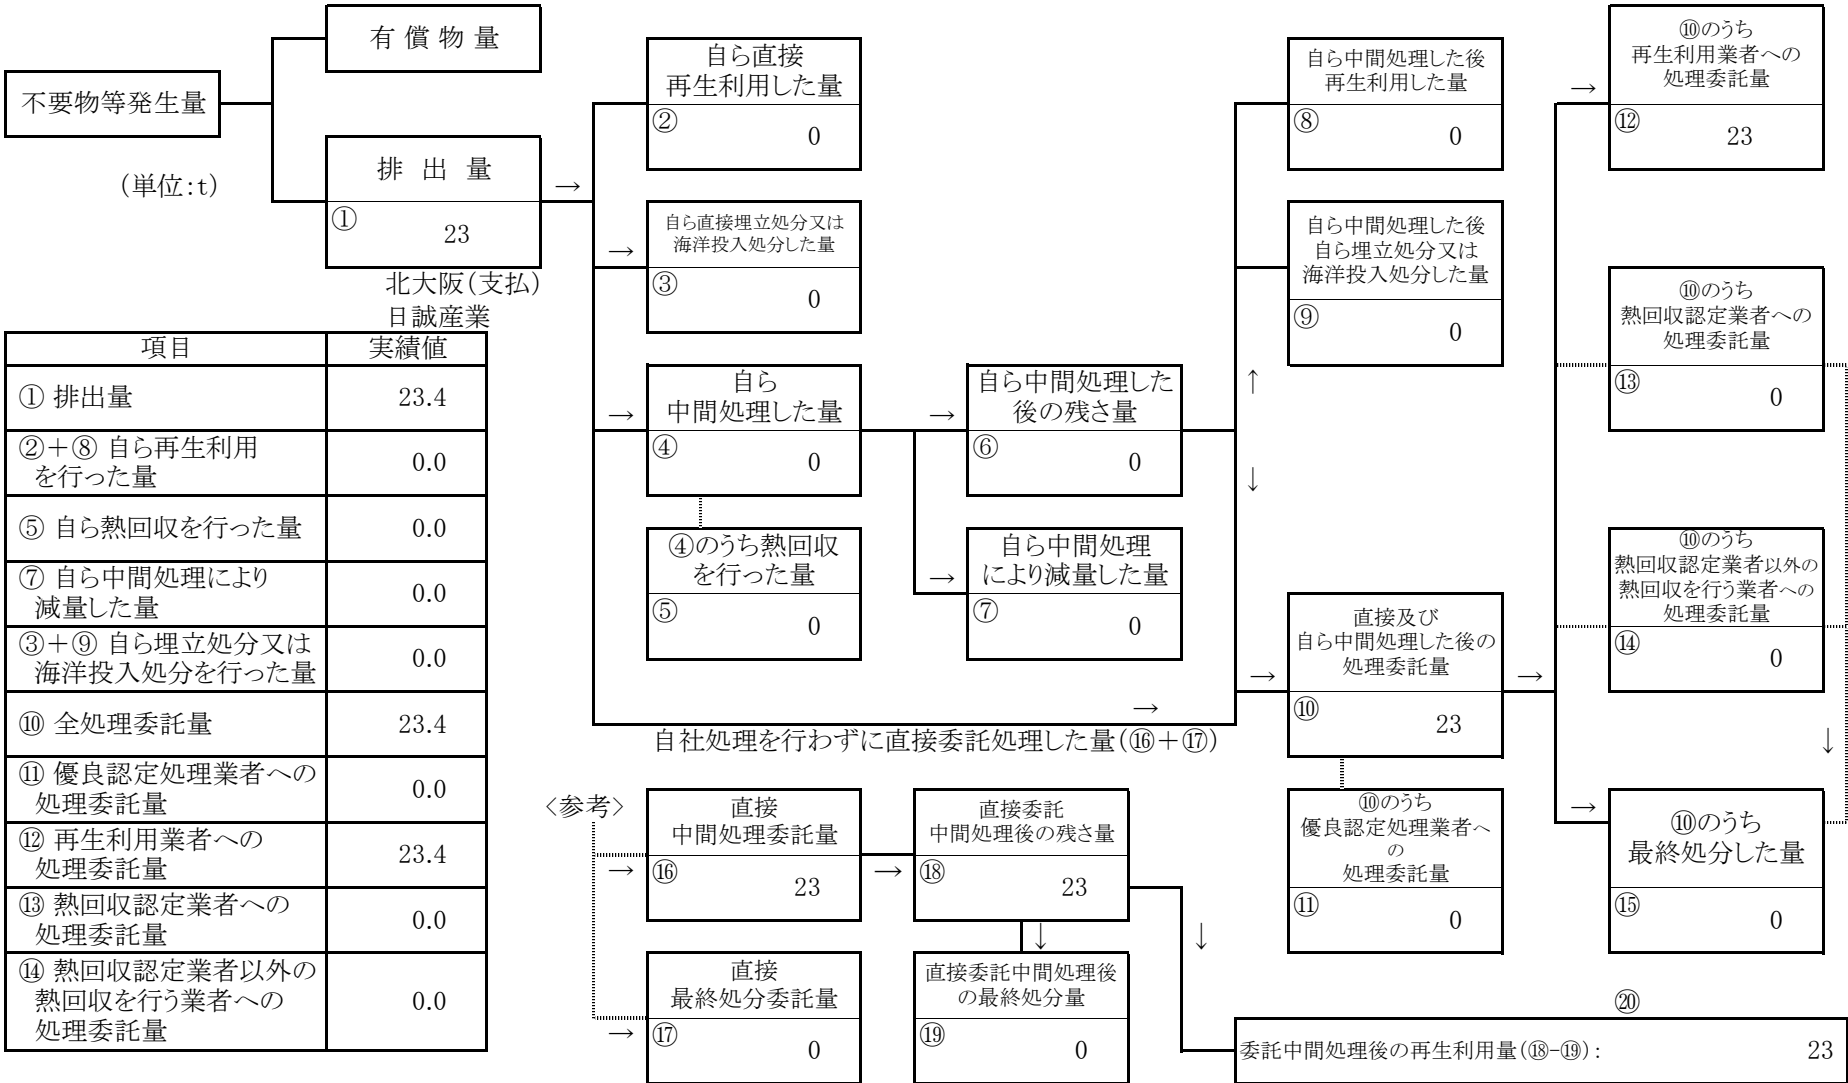 不要物等発生量
(単位:t)
有 償 物 量
排 出 量
①
23
北大阪(支払)
日誠産業
→
自ら直接
再生利用した量
②
0
→
自ら直接埋立処分又は
海洋投入処分した量
③
0
→
自ら
中間処理した量
④
0
④のうち熱回収
を行った量
⑤
0
→
自ら中間処理した
後の残さ量
⑥
0
→
自ら中間処理
により減量した量
⑦
0
→
自社処理を行わずに直接委託処理した量(⑯+⑰)
自ら中間処理した後
再生利用した量
⑧
0
自ら中間処理した後
自ら埋立処分又は
海洋投入処分した量
⑨
0
↑
↓
→
直接及び
自ら中間処理した後の
処理委託量
⑩
23
→
⑩のうち
優良認定処理業者へ
の
処理委託量
⑪
0
→
⑩のうち
再生利用業者への
処理委託量
⑫
23
⑩のうち
熱回収認定業者への
処理委託量
⑬
0
⑩のうち
熱回収認定業者以外の
熱回収を行う業者への
処理委託量
⑭
0
↓
→
⑩のうち
最終処分した量
⑮
0
項目 実績値
① 排出量 23.4
②+⑧ 自ら再生利用
を行った量 0.0
⑤ 自ら熱回収を行った量 0.0
⑦ 自ら中間処理により
減量した量 0.0
③+⑨ 自ら埋立処分又は
海洋投入処分を行った量 0.0
⑩ 全処理委託量 23.4
⑪ 優良認定処理業者への
処理委託量 0.0
⑫ 再生利用業者への
処理委託量 23.4
⑬ 熱回収認定業者への
処理委託量 0.0
⑭ 熱回収認定業者以外の
熱回収を行う業者への
処理委託量 0.0
<参考>
→
直接
中間処理委託量
⑯
23
→
直接
最終処分委託量
⑰
0
→
直接委託
中間処理後の残さ量
⑱
23
↓
直接委託中間処理後
の最終処分量
⑲
0
↓
⑳
委託中間処理後の再生利用量(⑱-⑲): 23